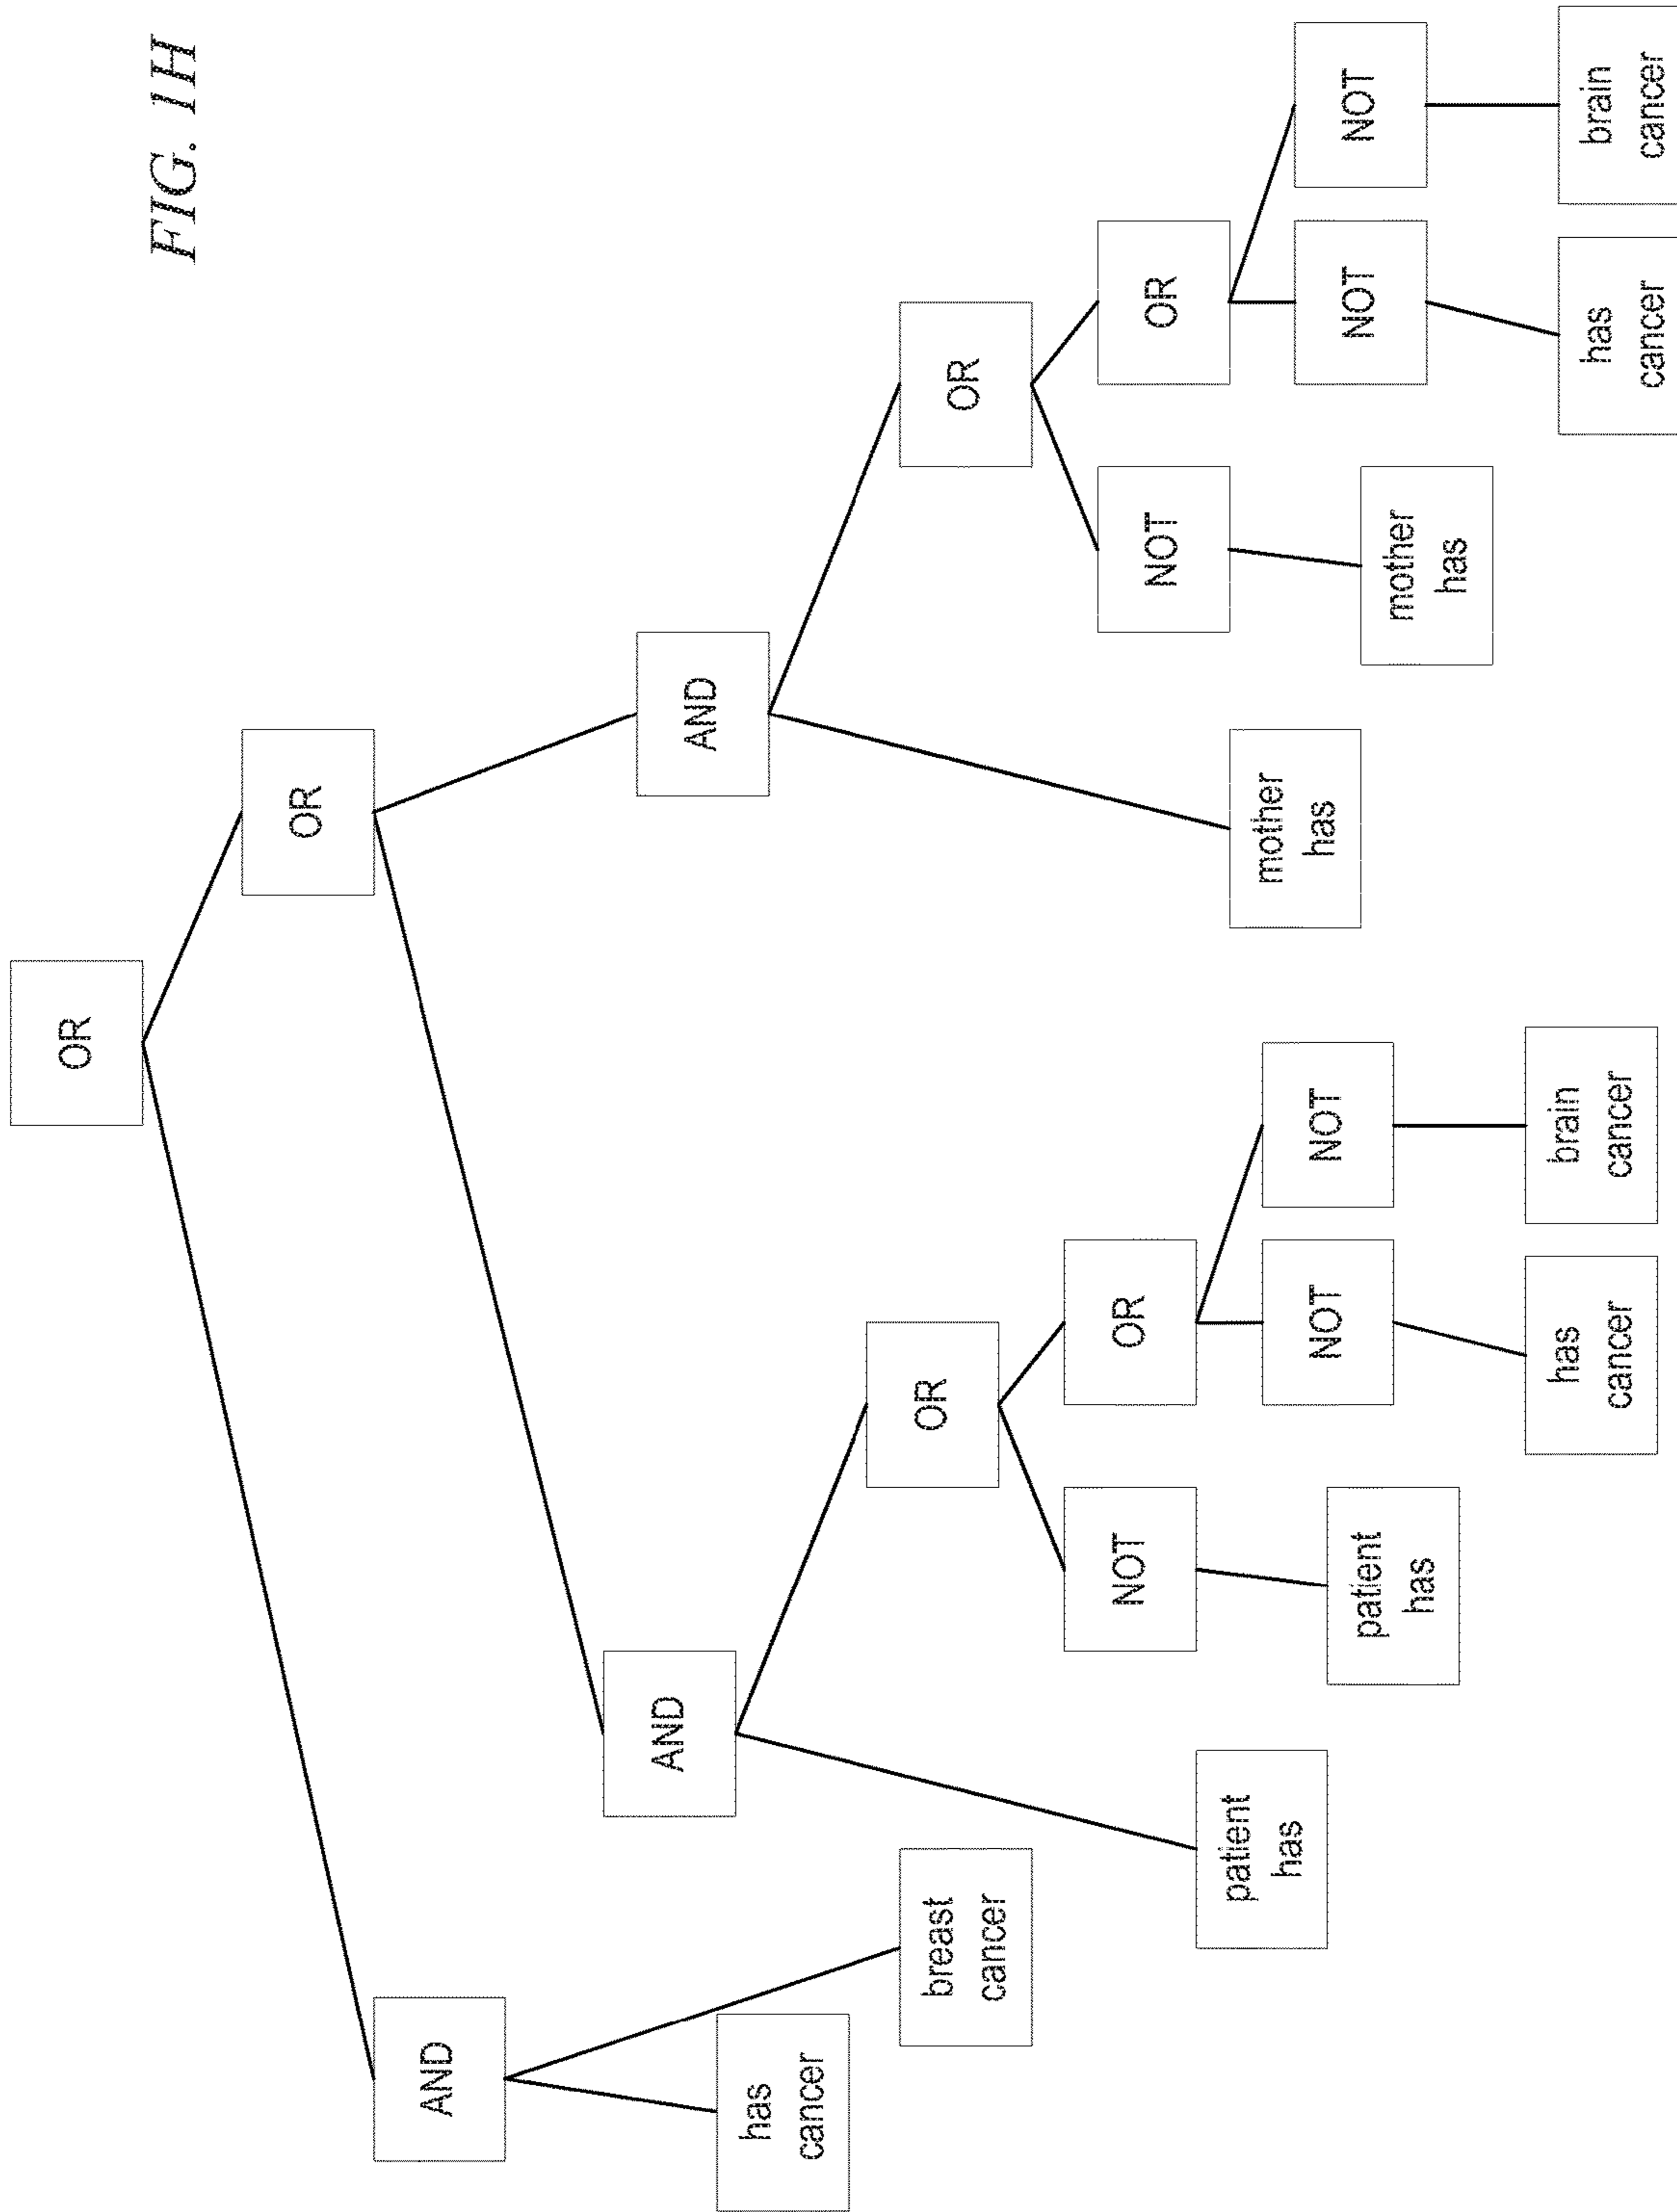 OR
FIG. 1H
OR
AND
AND
AND
has
cancer
OR
breast
cancer
OR
NOT
OR
NOT
OR
patient
has
mother
has
NOT
NOT
NOT
NOT
patient
has
mother
has
has
cancer
brain
cancer
has
cancer
brain
cancer